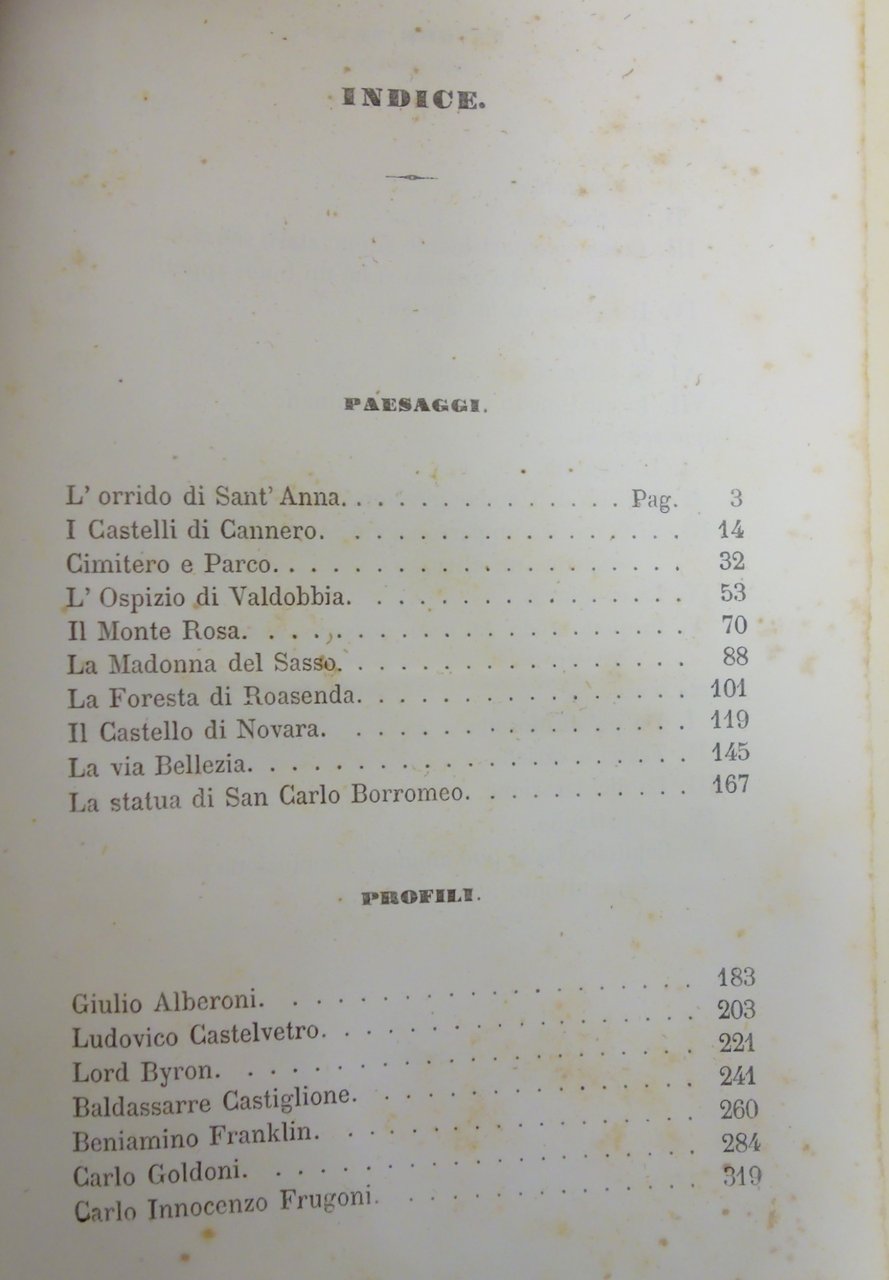 INDICE.
PAESAGGI.
L' orrido di Sant' Anna. . . . . . . . . . . . . . Pag. 3
I Castelli di Cannero. . . . . . . . . . . . . . . . 14
Cimitero e Parco. . . . . . . . . . . . . . . . . . . 32
L' Ospizio di Valdobbia. . . . . . . . . . . . . . . 53
Il Monte Rosa. . . . . . . . . . . . . . . . . . . . 70
La Madonna del Sasso. . . . . . . . . . . . . . . . 88
La Foresta di Roasenda. . . . . . . . . . . . . . . 101
Il Castello di Novara. . . . . . . . . . . . . . . . 119
La via Bellezia. . . . . . . . . . . . . . . . . . . . 145
La statua di San Carlo Borromeo. . . . . . . . . . . 167
PROFILI.
Giulio Alberoni. . . . . . . . . . . . . . . . . . . 183
Ludovico Castelvetro. . . . . . . . . . . . . . . . . 203
Lord Byron. . . . . . . . . . . . . . . . . . . . . 221
Baldassarre Castiglione. . . . . . . . . . . . . . . 241
Beniamino Franklin. . . . . . . . . . . . . . . . . 260
Carlo Goldoni. . . . . . . . . . . . . . . . . . . . 284
Carlo Innocenzo Frugoni. . . . . . . . . . . . . . 319